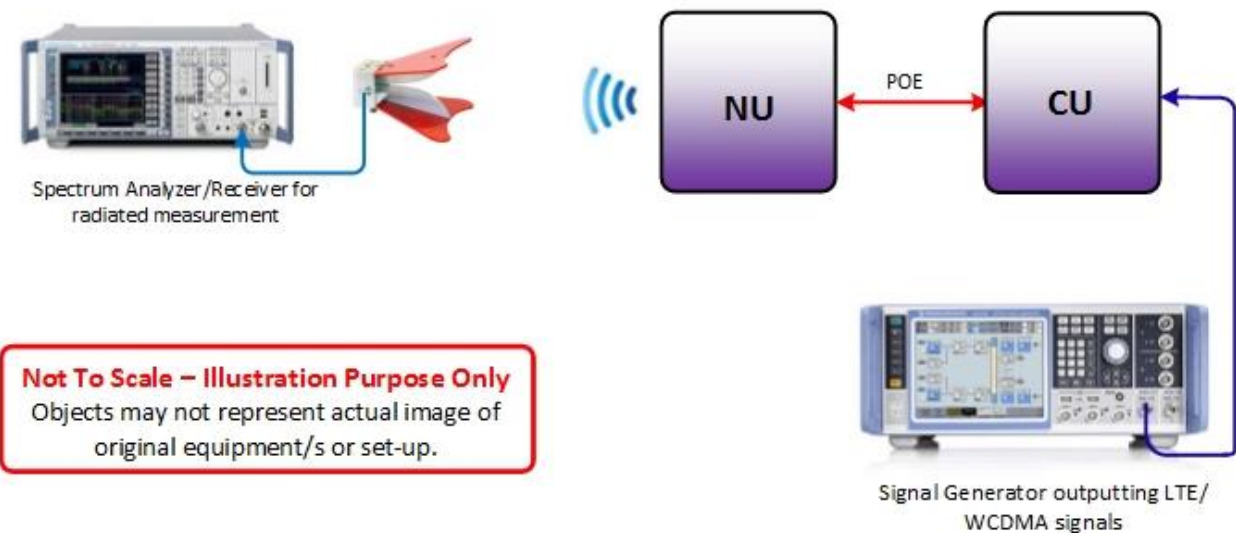 NU
POE
CU
Spectrum Analyzer/Receiver for
radiated measurement
Not To Scale – Illustration Purpose Only
Objects may not represent actual image of
original equipment/s or set-up.
Signal Generator outputting LTE/
WCDMA signals